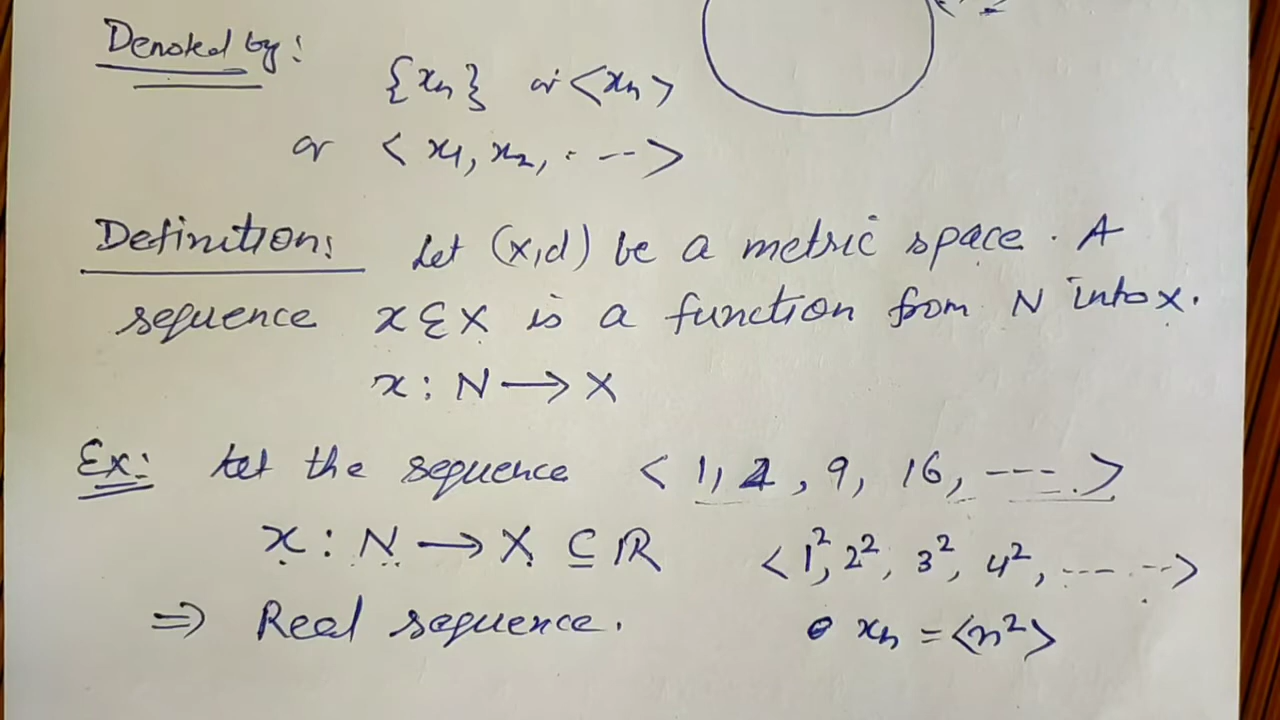 Denoted by:
{xn} or <xn>
or < x1, x2, . -- >
Definition: Let (X,d) be a metric space. A
sequence x ∈ X is a function from N into X.
x : N → X
Ex: Let the sequence < 1, 4, 9, 16, --- . >
x : N → X ⊆ ℝ < 1², 2², 3², 4², --- -- >
⇒ Real sequence. xn = <n²>